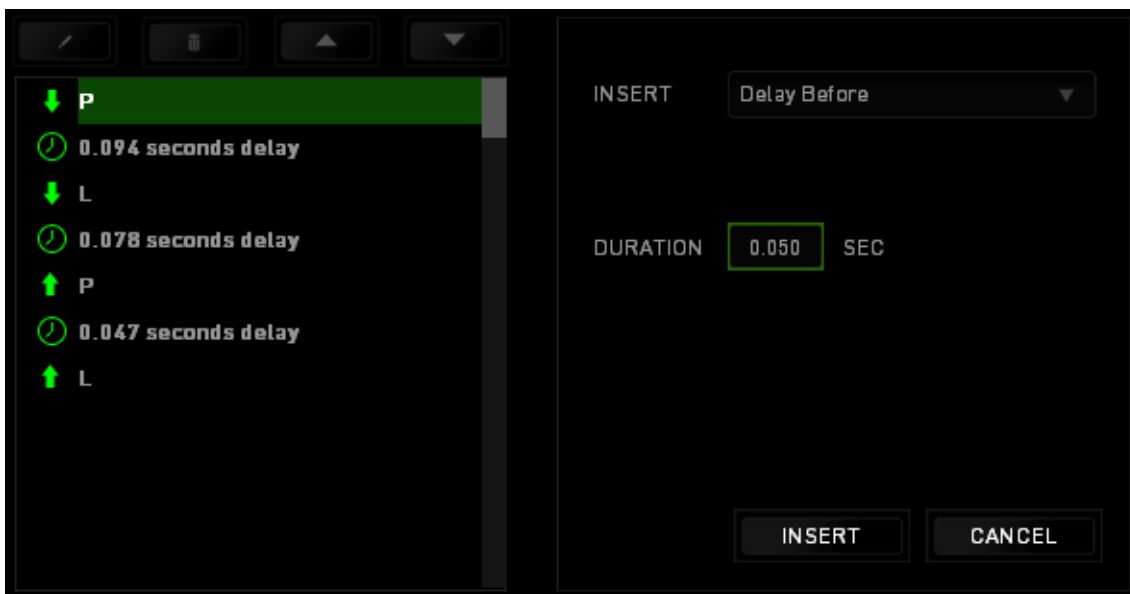 P
0.094 seconds delay
L
0.078 seconds delay
P
0.047 seconds delay
L
INSERT Delay Before
DURATION 0.050 SEC
INSERT CANCEL